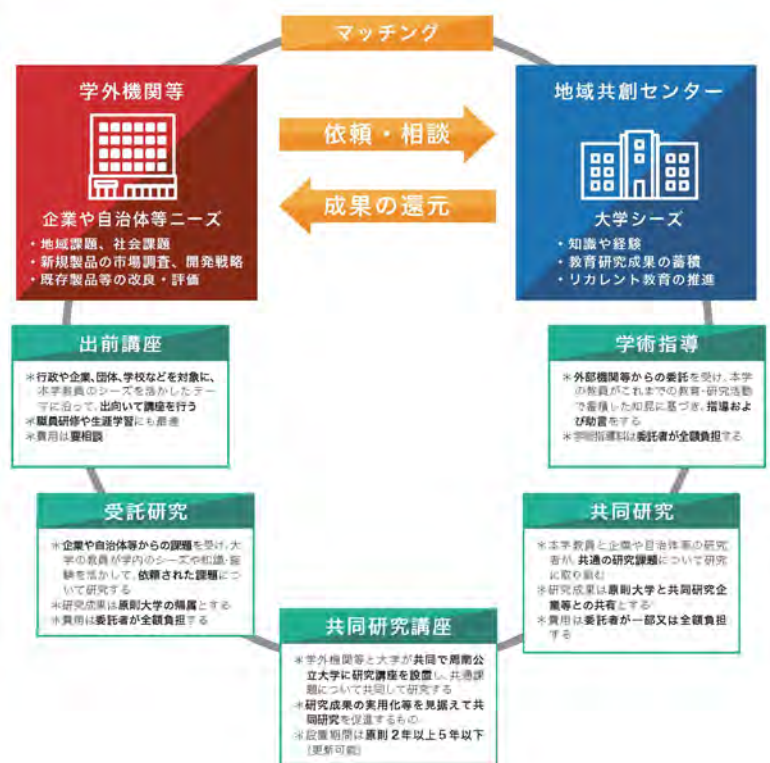 マッチング
学外機関等
企業や自治体等ニーズ
・地域課題、社会課題
・新規製品の市場調査、開発戦略
・既存製品等の改良・評価
依頼・相談
成果の還元
地域共創センター
大学シーズ
・知識や経験
・教育研究成果の蓄積
・リカレント教育の推進
出前講座
＊行政や企業、団体、学校などを対象に、
本学教員のシーズを活かしたテー
マに沿って、出向いて講座を行う
＊職員研修や生涯学習にも最適
＊費用は要相談
学術指導
＊外部機関等からの委託を受け、本学
の教員がこれまでの教育・研究活動
で蓄積した知見に基づき、指導およ
び助言をする
＊学術指導料は委託者が全額負担する
受託研究
＊企業や自治体等からの課題を受け、大
学の教員が学内のシーズや知識・経
験を活かして、依頼された課題につ
いて研究する
＊研究成果は原則大学の帰属とする
＊費用は委託者が全額負担する
共同研究
＊本学教員と企業や自治体等の研究
者が、共通の研究課題について研究
に取り組む
＊研究成果は原則大学と共同研究企
業等との共有とする
＊費用は委託者が一部又は全額負担
する
共同研究講座
＊学外機関等と大学が共同で周南公
立大学に研究講座を設置し、共通課
題について共同して研究する
＊研究成果の実用化等を見据えて共
同研究を促進するもの
＊設置期間は原則２年以上５年以下
（更新可能）